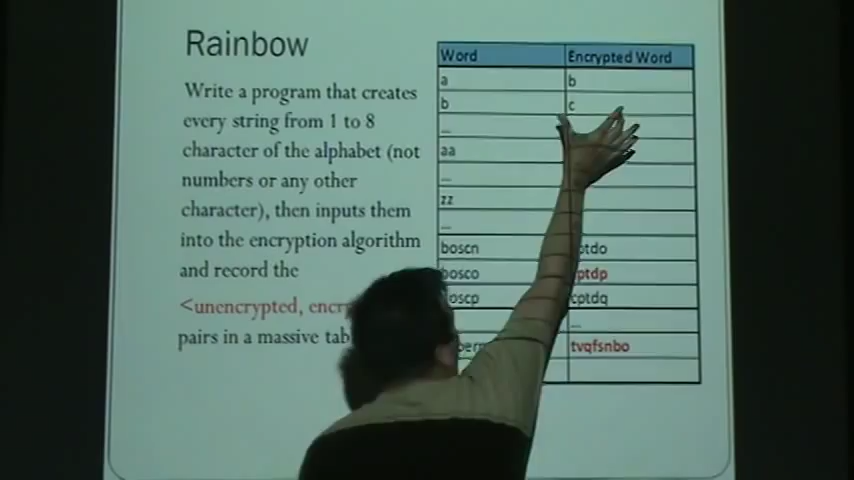 Rainbow
Write a program that creates
every string from 1 to 8
character of the alphabet (not
numbers or any other
character), then inputs them
into the encryption algorithm
and record the
<unencrypted,
pairs in a massive
Word Encrypted Word
a b
b c
...
aa
...
zz
...
boscn
bosco
cptdq
...
tvqfsnbo